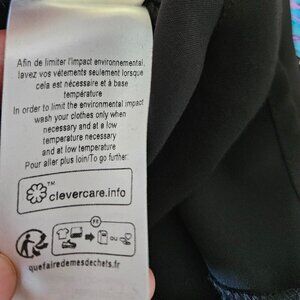 Afin de limiter l'impact environnemental,
lavez vos vêtements seulement lorsque
cela est nécessaire et à base
température
In order to limit the environmental impact
wash your clothes only when
necessary and at a low
temperature necessary
and at low temperature
Pour aller plus loin/To go further:
TM
clevercare.info
FR
ou
quefairedemesdechets.fr